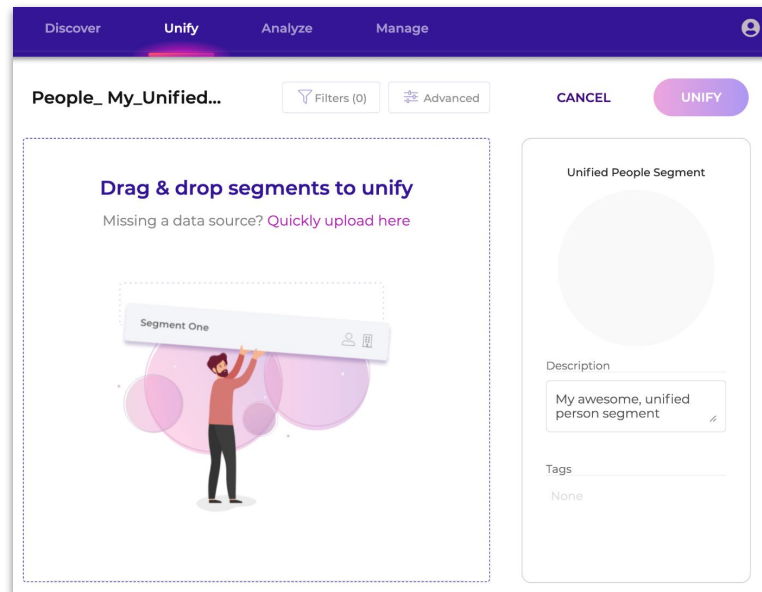 Discover Unify Analyze Manage
People_ My_Unified...
Filters (0) Advanced
CANCEL UNIFY
Drag & drop segments to unify
Missing a data source? Quickly upload here
Segment One
Unified People Segment
Description
My awesome, unified
person segment
Tags
None